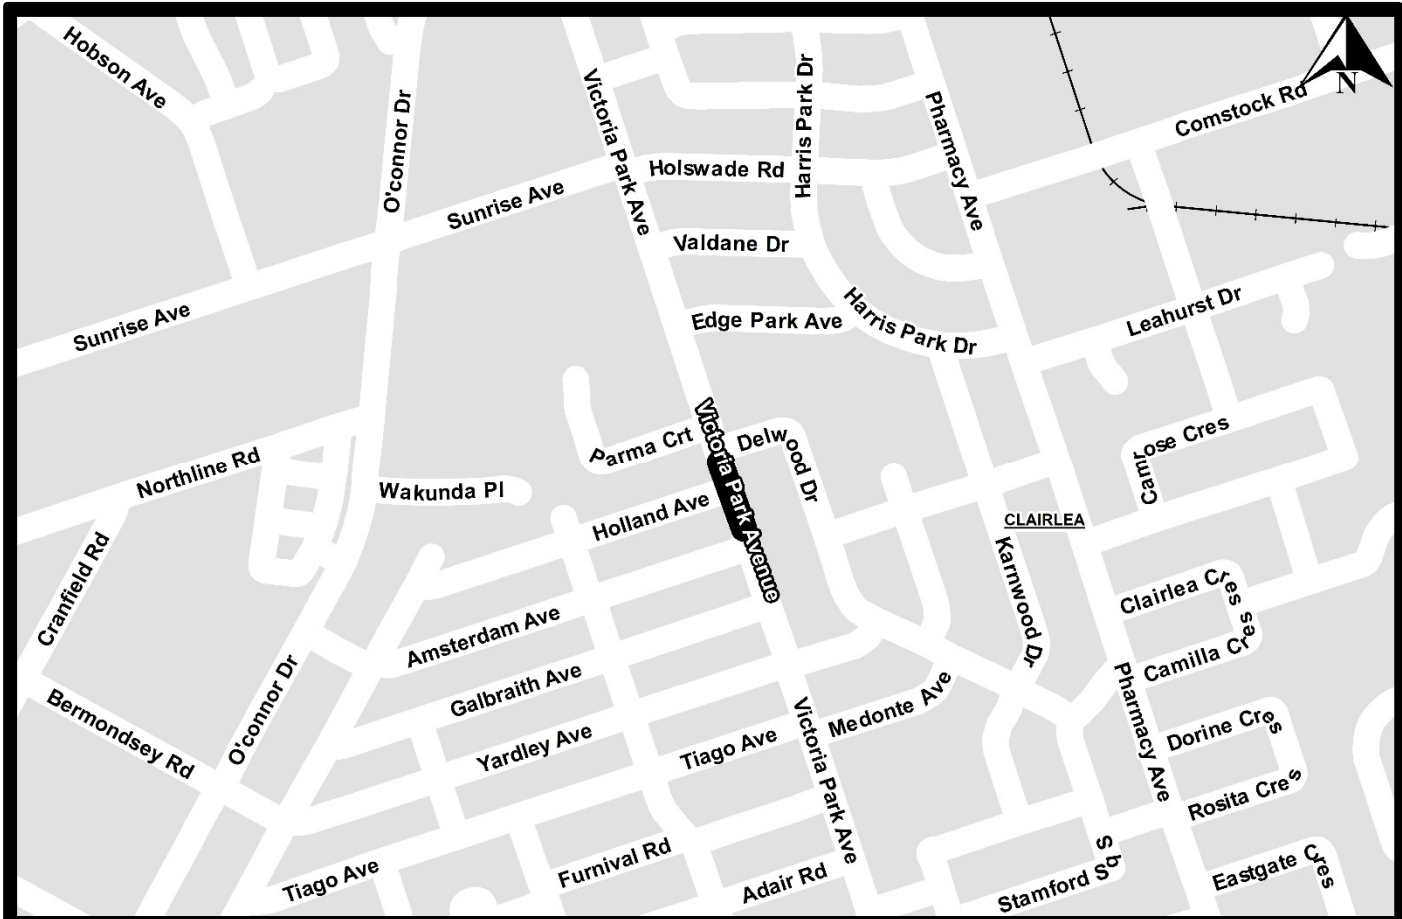 Hobson Ave
O'connor Dr
Victoria Park Ave
Harris Park Dr
Pharmacy Ave
Comstock Rd
N
Holswade Rd
Sunrise Ave
Valdane Dr
Sunrise Ave
Edge Park Ave
Harris Park Dr
Leahurst Dr
Parma Crt
Victoria Park Avenue
Delwood Dr
Camrose Cres
Northline Rd
Wakunda Pl
Holland Ave
CLAIRLEA
Cranfield Rd
Karnwood Dr
Clairlea Cres
Amsterdam Ave
Camilla Cres
Galbraith Ave
O'connor Dr
Bermondsey Rd
Yardley Ave
Tiago Ave
Victoria Park Ave
Medonte Ave
Pharmacy Ave
Dorine Cres
Rosita Cres
Tiago Ave
Furnival Rd
Adair Rd
Stamford Sq S
Eastgate Cres